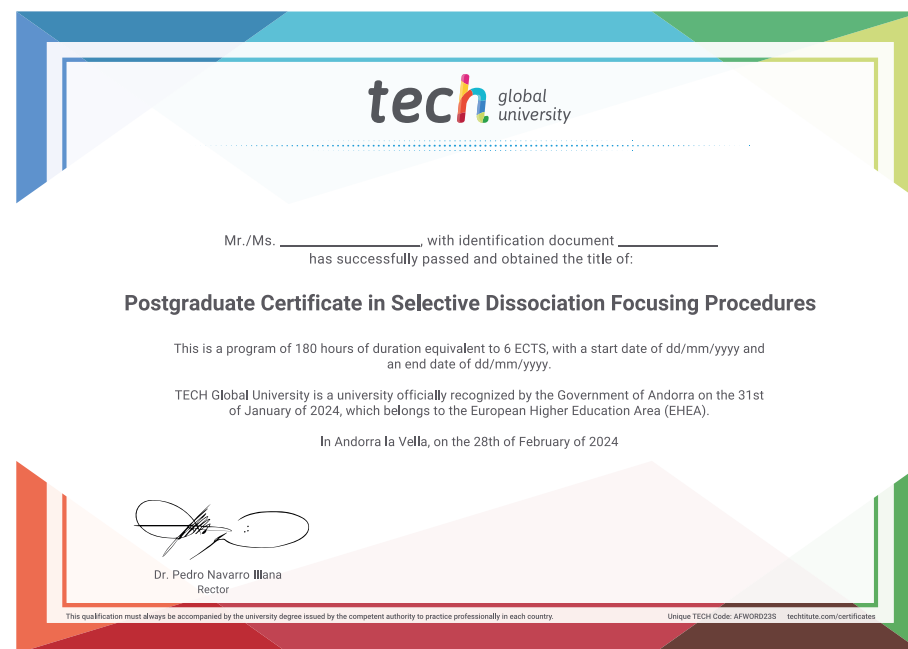 tech global university
Mr./Ms. ____________________, with identification document ______________
has successfully passed and obtained the title of:
Postgraduate Certificate in Selective Dissociation Focusing Procedures
This is a program of 180 hours of duration equivalent to 6 ECTS, with a start date of dd/mm/yyyy and
an end date of dd/mm/yyyy.
TECH Global University is a university officially recognized by the Government of Andorra on the 31st
of January of 2024, which belongs to the European Higher Education Area (EHEA).
In Andorra la Vella, on the 28th of February of 2024
Dr. Pedro Navarro Illana
Rector
This qualification must always be accompanied by the university degree issued by the competent authority to practice professionally in each country.
Unique TECH Code: AFWORD23S techtitute.com/certificates